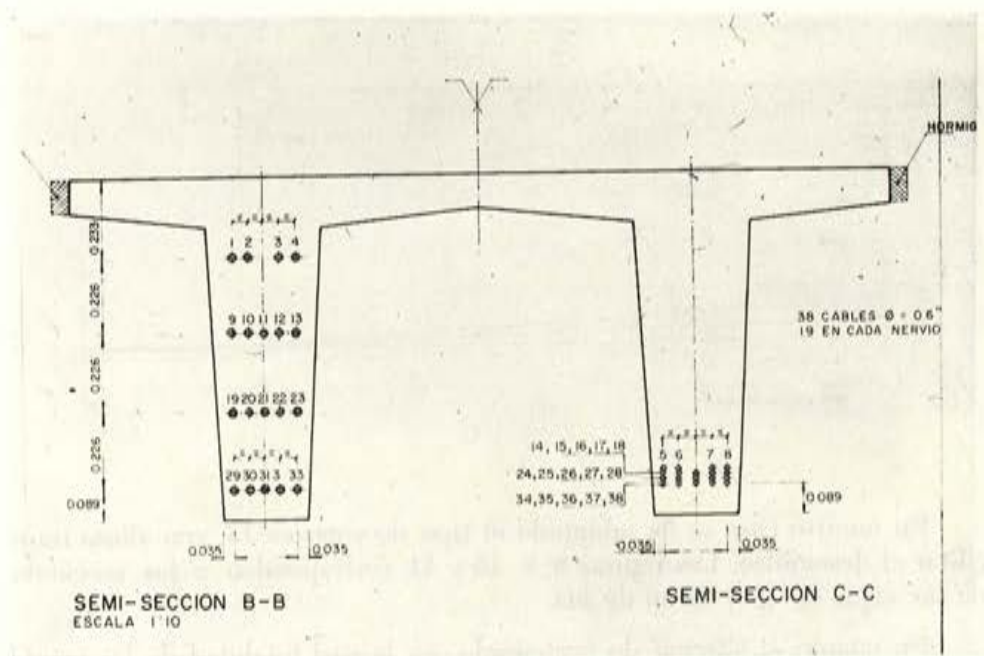 HORMIG
0.233
0.226
0.226
0.226
0.089
1 2 3 4
9 10 11 12 13
19 20 21 22 23
29 30 31 3 33
0.035 0.035
SEMI-SECCION B-B
ESCALA 1:10
38 CABLES Ø = 0.6"
19 EN CADA NERVIO
14, 15, 16, 17, 18
24, 25, 26, 27, 28
34, 35, 36, 37, 38
5 6 7 8
0.089
0.035 0.035
SEMI-SECCION C-C